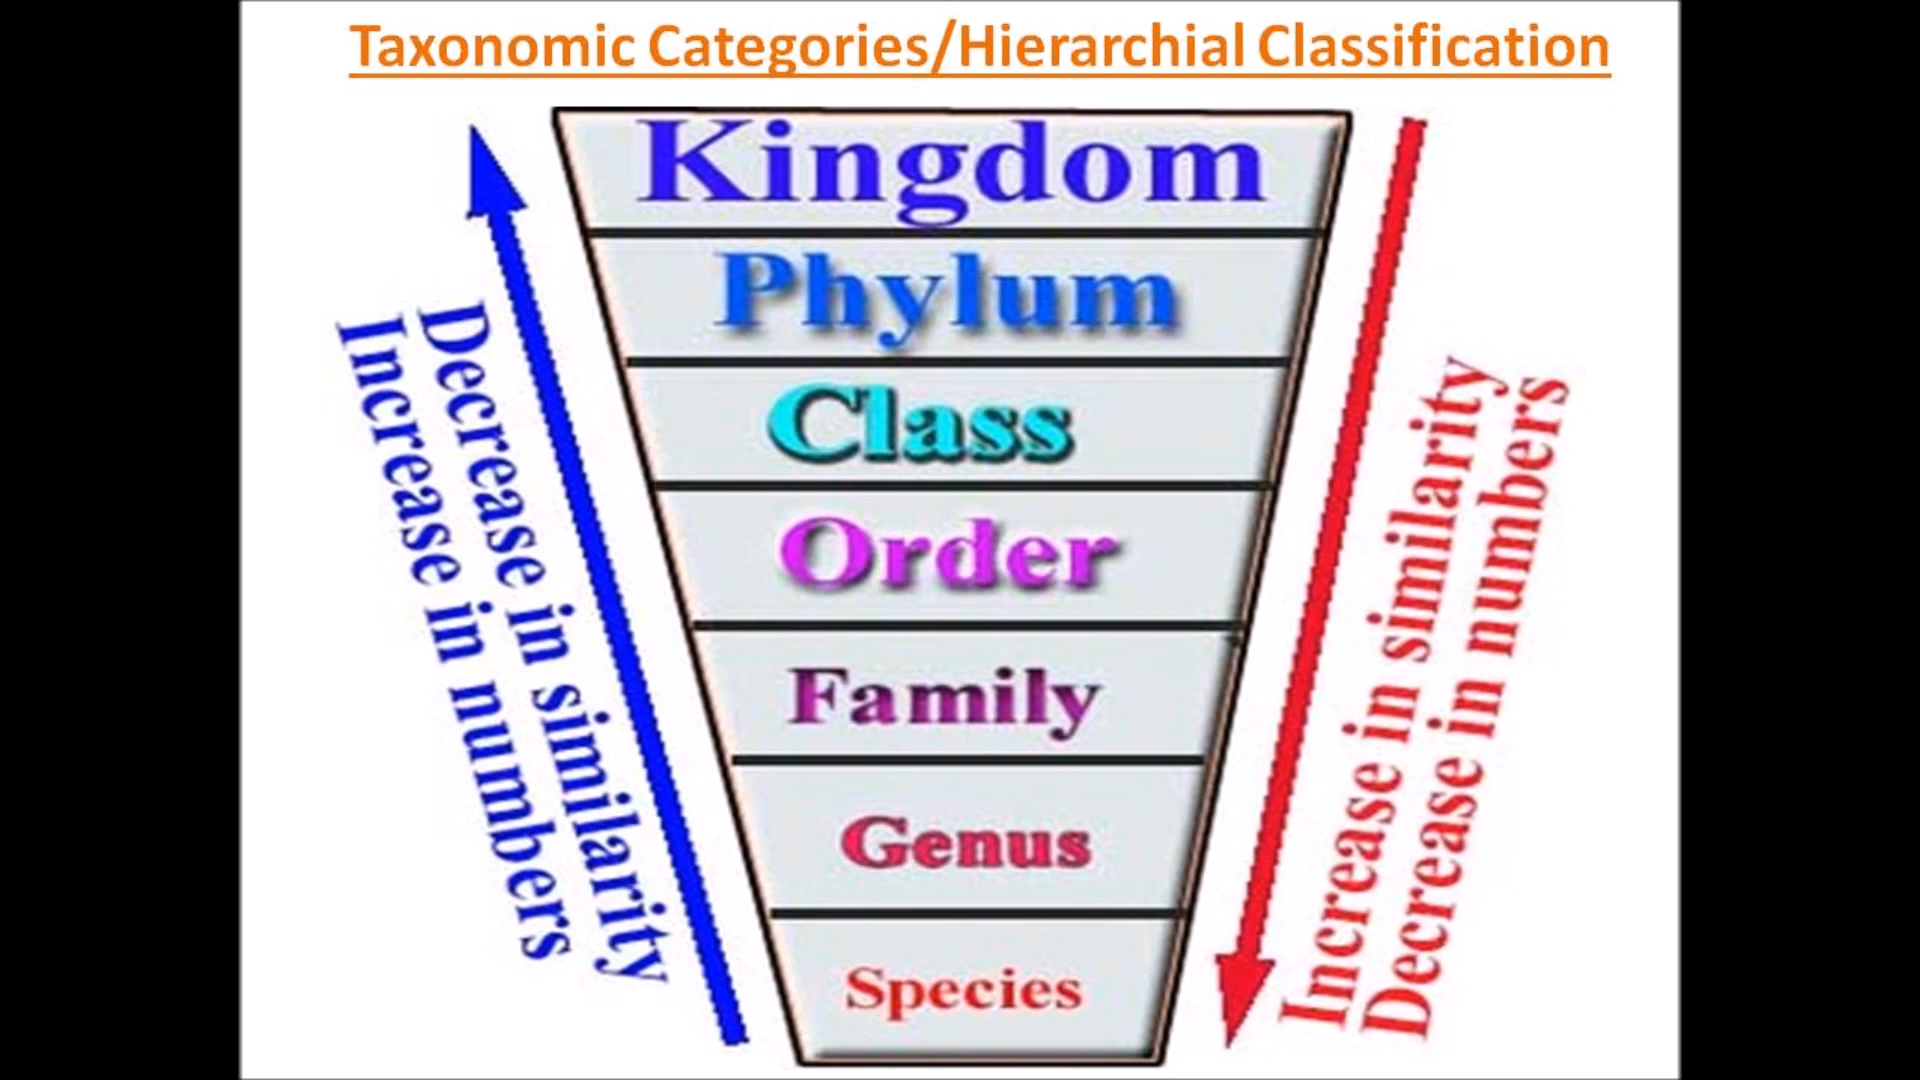 Taxonomic Categories/Hierarchial Classification
Kingdom
Phylum
Class
Order
Family
Genus
Species
Decrease in similarity
Increase in numbers
Increase in similarity
Decrease in numbers